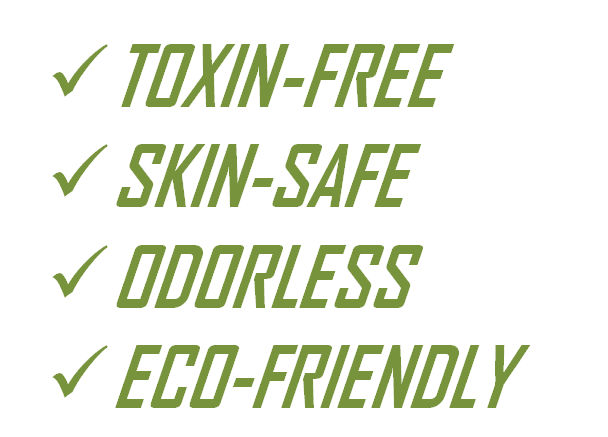 ✓ TOXIN-FREE
✓ SKIN-SAFE
✓ ODORLESS
✓ ECO-FRIENDLY